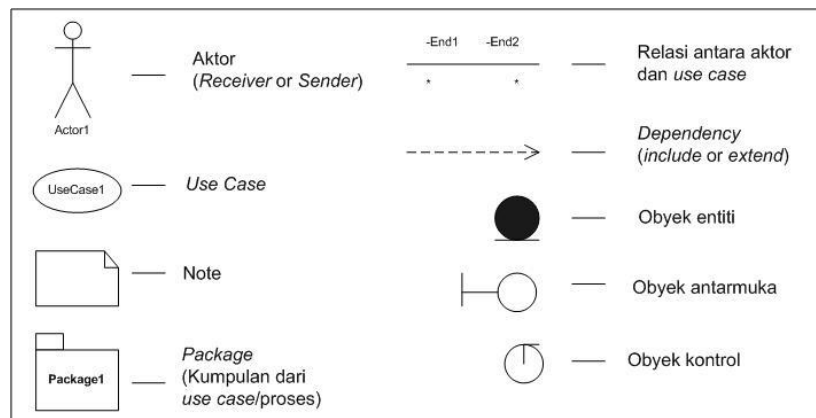 Actor1
Aktor
(Receiver or Sender)
UseCase1
Use Case
Note
Package1
Package
(Kumpulan dari
use case/proses)
-End1 -End2
* *
Relasi antara aktor
dan use case
Dependency
(include or extend)
Obyek entiti
Obyek antarmuka
Obyek kontrol